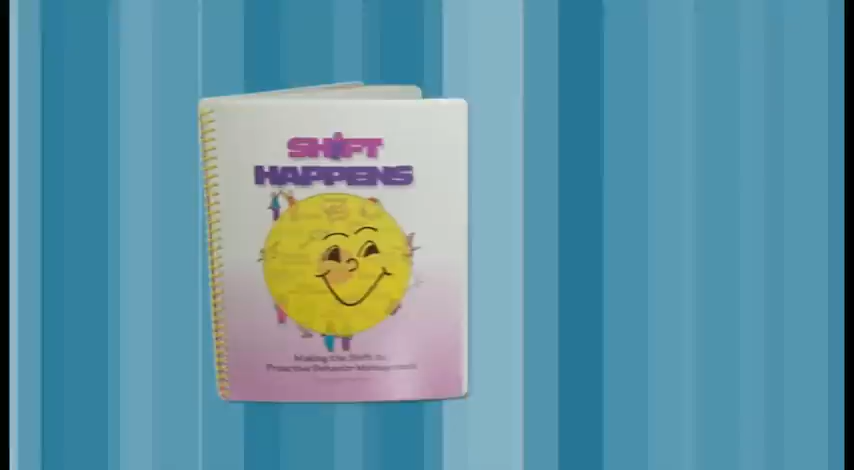 SHIFT
HAPPENS
Making the Shift to
Proactive Behavior Management